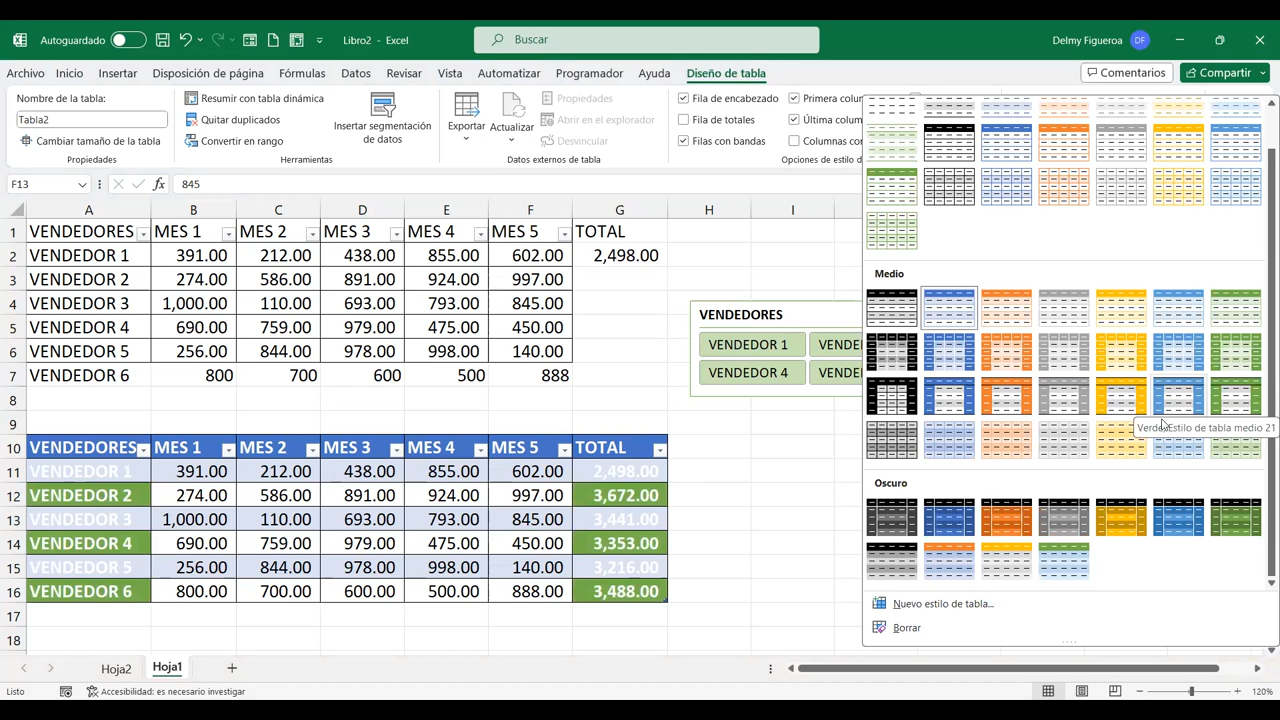 Autoguardado
Libro2 - Excel
Buscar
Delmy Figueroa
DF
Archivo Inicio Insertar Disposición de página Fórmulas Datos Revisar Vista Automatizar Programador Ayuda Diseño de tabla
Comentarios
Compartir
Nombre de la tabla:
Tabla2
Cambiar tamaño de la tabla
Propiedades
Resumir con tabla dinámica
Quitar duplicados
Convertir en rango
Herramientas
Insertar segmentación
de datos
Exportar
Actualizar
Propiedades
Abrir en el explorador
Desvincular
Datos externos de tabla
Fila de encabezado
Fila de totales
Filas con bandas
Primera colum
Última colum
Columnas co
Opciones de estilo d
F13
fx
845
A B C D E F G H I
1 VENDEDORES MES 1 MES 2 MES 3 MES 4 MES 5 TOTAL
2 VENDEDOR 1 391.00 212.00 438.00 855.00 602.00 2,498.00
3 VENDEDOR 2 274.00 586.00 891.00 924.00 997.00
4 VENDEDOR 3 1,000.00 110.00 693.00 793.00 845.00
5 VENDEDOR 4 690.00 759.00 979.00 475.00 450.00
6 VENDEDOR 5 256.00 844.00 978.00 998.00 140.00
7 VENDEDOR 6 800 700 600 500 888
8
9
10 VENDEDORES MES 1 MES 2 MES 3 MES 4 MES 5 TOTAL
11 VENDEDOR 1 391.00 212.00 438.00 855.00 602.00 2,498.00
12 VENDEDOR 2 274.00 586.00 891.00 924.00 997.00 3,672.00
13 VENDEDOR 3 1,000.00 110.00 693.00 793.00 845.00 3,441.00
14 VENDEDOR 4 690.00 759.00 979.00 475.00 450.00 3,353.00
15 VENDEDOR 5 256.00 844.00 978.00 998.00 140.00 3,216.00
16 VENDEDOR 6 800.00 700.00 600.00 500.00 888.00 3,488.00
17
18
VENDEDORES
VENDEDOR 1 VENDE
VENDEDOR 4 VENDE
Medio
Verde Estilo de tabla medio 21
Oscuro
Nuevo estilo de tabla...
Borrar
Hoja2 Hoja1
Listo
Accesibilidad: es necesario investigar
120%